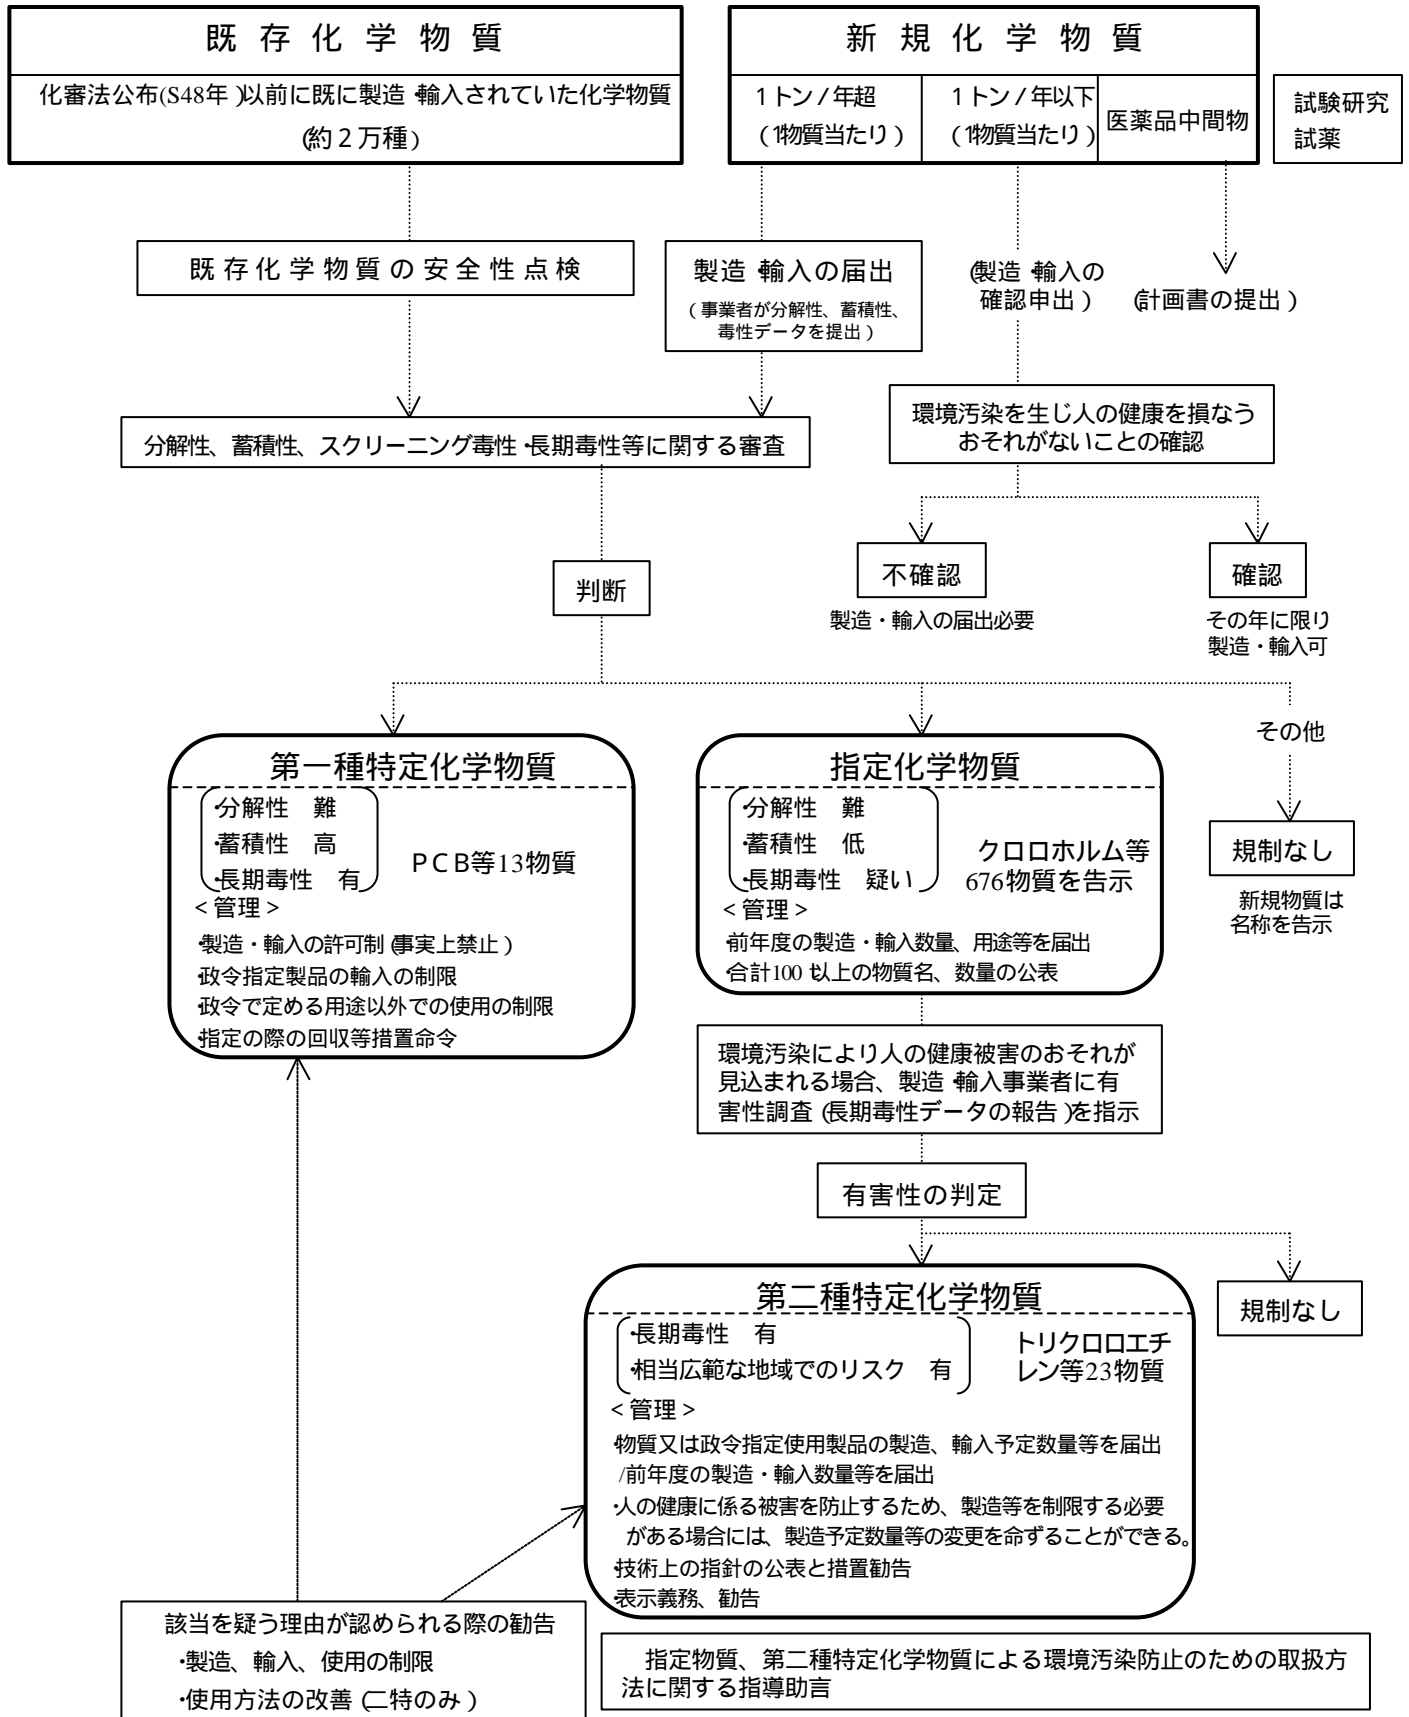 既存化学物質
化審法公布(S48年)以前に既に製造・輸入されていた化学物質
(約２万種)
新規化学物質
１トン/年超
(1物質当たり)
１トン/年以下
(1物質当たり)
医薬品中間物
試験研究
試薬
既存化学物質の安全性点検
製造・輸入の届出
(事業者が分解性、蓄積性、
毒性データを提出)
(製造・輸入の
確認申出)
(計画書の提出)
分解性、蓄積性、スクリーニング毒性・長期毒性等に関する審査
環境汚染を生じ人の健康を損なう
おそれがないことの確認
判断
不確認
製造・輸入の届出必要
確認
その年に限り
製造・輸入可
第一種特定化学物質
・分解性　難
・蓄積性　高
・長期毒性　有
ＰＣＢ等13物質
<管理>
・製造・輸入の許可制(事実上禁止)
・政令指定製品の輸入の制限
・政令で定める用途以外での使用の制限
・指定の際の回収等措置命令
指定化学物質
・分解性　難
・蓄積性　低
・長期毒性　疑い
クロロホルム等
676物質を告示
<管理>
・前年度の製造・輸入数量、用途等を届出
・合計100t以上の物質名、数量の公表
その他
規制なし
新規物質は
名称を告示
環境汚染により人の健康被害のおそれが
見込まれる場合、製造・輸入事業者に有
害性調査(長期毒性データの報告)を指示
有害性の判定
第二種特定化学物質
・長期毒性　有
・相当広範な地域でのリスク　有
トリクロロエチ
レン等23物質
<管理>
・物質又は政令指定使用製品の製造、輸入予定数量等を届出
/前年度の製造・輸入数量等を届出
・人の健康に係る被害を防止するため、製造等を制限する必要
がある場合には、製造予定数量等の変更を命ずることができる。
・技術上の指針の公表と措置勧告
・表示義務、勧告
規制なし
該当を疑う理由が認められる際の勧告
・製造、輸入、使用の制限
・使用方法の改善(二特のみ)
指定物質、第二種特定化学物質による環境汚染防止のための取扱方
法に関する指導助言